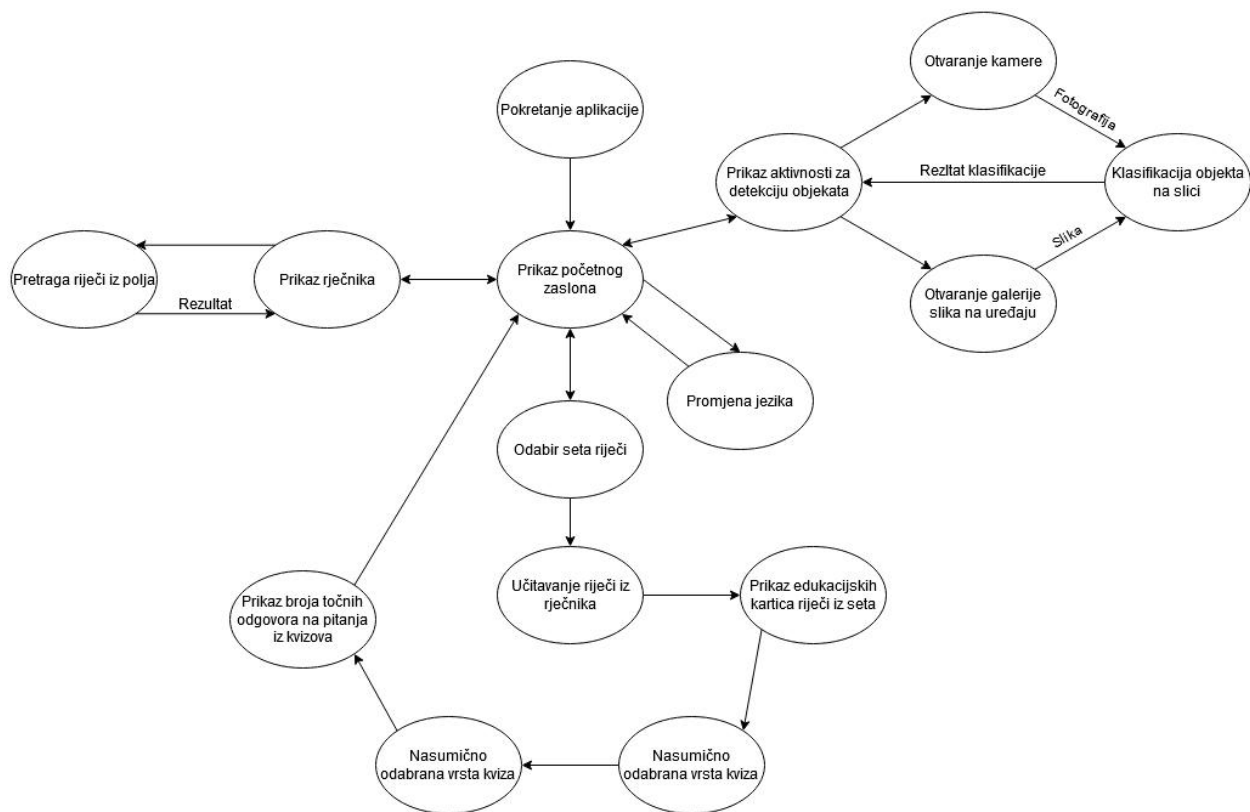 Otvaranje kamere
Pokretanje aplikacije
Fotografija
Prikaz aktivnosti za
detekciju objekata
Rezltat klasifikacije
Klasifikacija objekta
na slici
Slika
Otvaranje galerije
slika na uređaju
Pretraga riječi iz polja
Rezultat
Prikaz rječnika
Prikaz početnog
zaslona
Promjena jezika
Odabir seta riječi
Učitavanje riječi iz
rječnika
Prikaz edukacijskih
kartica riječi iz seta
Prikaz broja točnih
odgovora na pitanja
iz kvizova
Nasumično
odabrana vrsta kviza
Nasumično
odabrana vrsta kviza